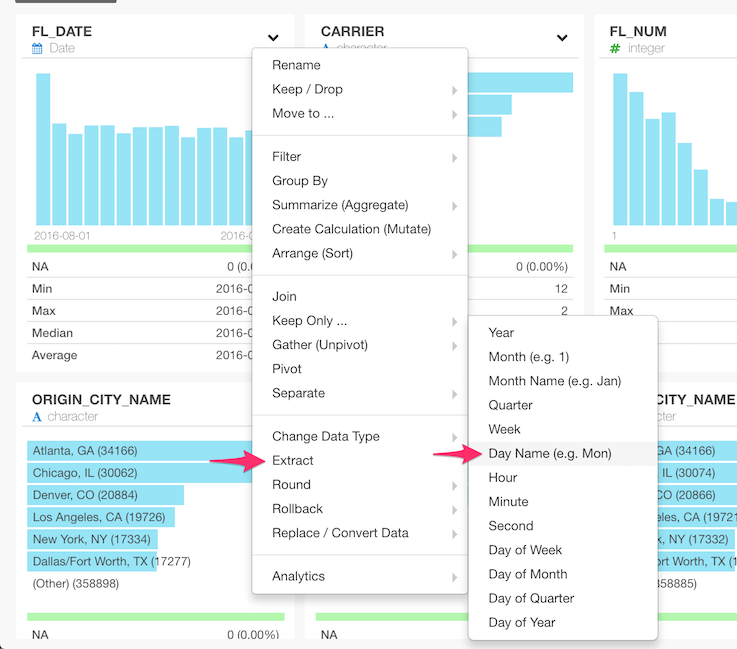 FL_DATE
Date
2016-08-01
2016-0
NA 0 (0.0
Min 2016-0
Max 2016-0
Median 2016-0
Average 2016-0
CARRIER
character
0 (0.00%)
12
2
FL_NUM
# integer
1
NA
Min
Max
Rename
Keep / Drop
Move to ...
Filter
Group By
Summarize (Aggregate)
Create Calculation (Mutate)
Arrange (Sort)
Join
Keep Only ...
Gather (Unpivot)
Pivot
Separate
Change Data Type
Extract
Round
Rollback
Replace / Convert Data
Analytics
Year
Month (e.g. 1)
Month Name (e.g. Jan)
Quarter
Week
Day Name (e.g. Mon)
Hour
Minute
Second
Day of Week
Day of Month
Day of Quarter
Day of Year
ORIGIN_CITY_NAME
A character
Atlanta, GA (34166)
Chicago, IL (30062)
Denver, CO (20884)
Los Angeles, CA (19726)
New York, NY (17334)
Dallas/Fort Worth, TX (17277)
(Other) (358898)
NA 0 (0.00%)
NA
CITY_NAME
cter
GA (34166)
IL (30074)
CO (20866)
eles, CA (19721
k, NY (17332)
ort Worth, TX (1
358885)